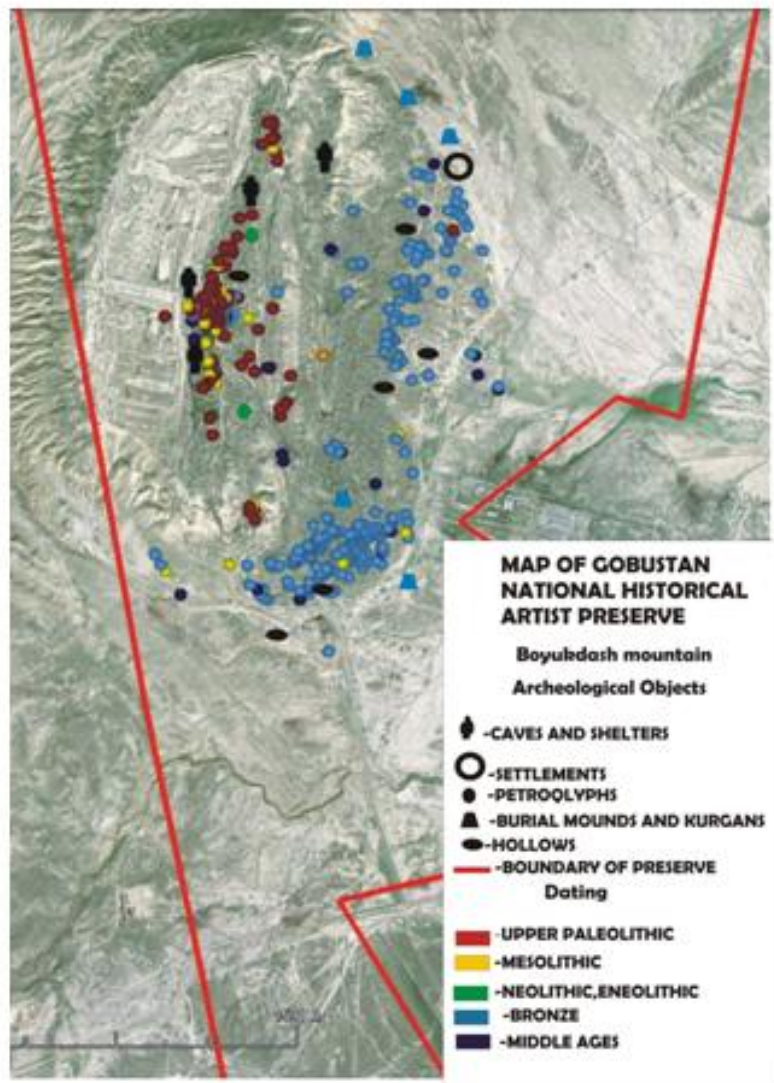 MAP OF GOBUSTAN
NATIONAL HISTORICAL
ARTIST PRESERVE
Boyukdash mountain
Archeological Objects
-CAVES AND SHELTERS
-SETTLEMENTS
-PETROQLYPHS
-BURIAL MOUNDS AND KURGANS
-HOLLOWS
-BOUNDARY OF PRESERVE
Dating
-UPPER PALEOLITHIC
-MESOLITHIC
-NEOLITHIC,ENEOLITHIC
-BRONZE
-MIDDLE AGES